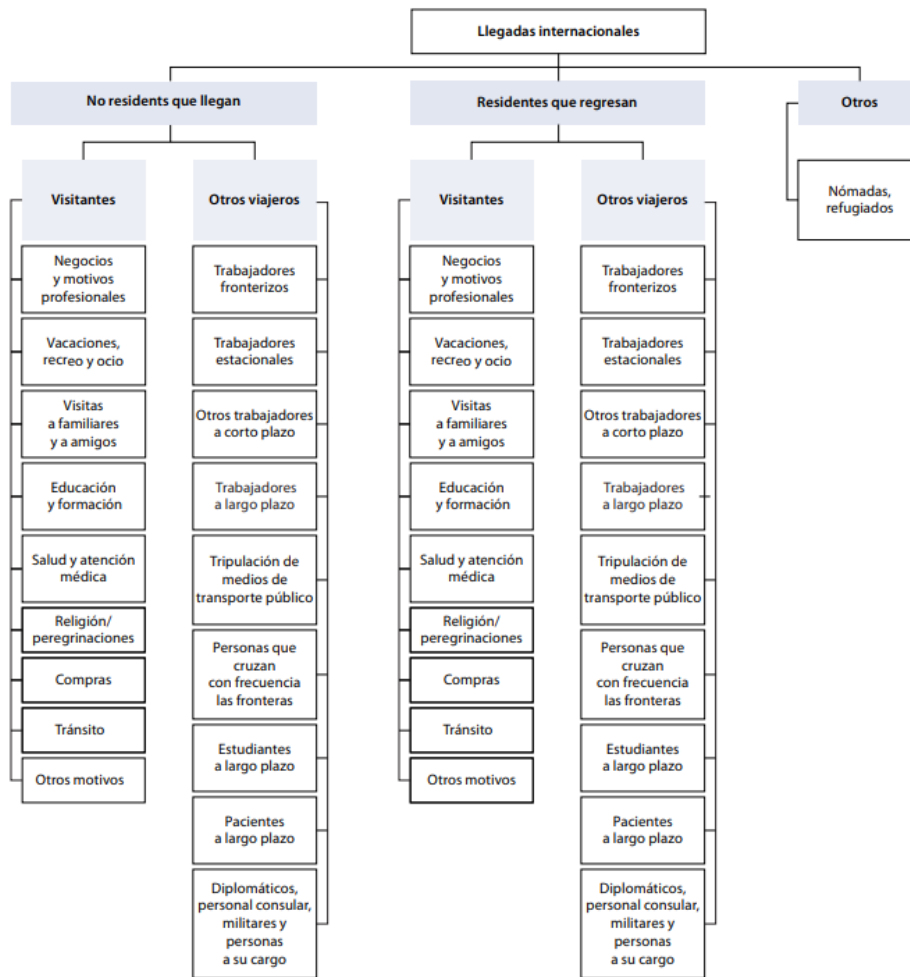 Llegadas internacionales
No residents que llegan
Residentes que regresan
Otros
Visitantes
Otros viajeros
Visitantes
Otros viajeros
Nómadas,
refugiados
Negocios
y motivos
profesionales
Vacaciones,
recreo y ocio
Visitas
a familiares
y a amigos
Educación
y formación
Salud y atención
médica
Religión/
peregrinaciones
Compras
Tránsito
Otros motivos
Trabajadores
fronterizos
Trabajadores
estacionales
Otros trabajadores
a corto plazo
Trabajadores
a largo plazo
Tripulación de
medios de
transporte público
Personas que
cruzan
con frecuencia
las fronteras
Estudiantes
a largo plazo
Pacientes
a largo plazo
Diplomáticos,
personal consular,
militares y
personas
a su cargo
Negocios
y motivos
profesionales
Vacaciones,
recreo y ocio
Visitas
a familiares
y a amigos
Educación
y formación
Salud y atención
médica
Religión/
peregrinaciones
Compras
Tránsito
Otros motivos
Trabajadores
fronterizos
Trabajadores
estacionales
Otros trabajadores
a corto plazo
Trabajadores
a largo plazo
Tripulación de
medios de
transporte público
Personas que
cruzan
con frecuencia
las fronteras
Estudiantes
a largo plazo
Pacientes
a largo plazo
Diplomáticos,
personal consular,
militares y
personas
a su cargo